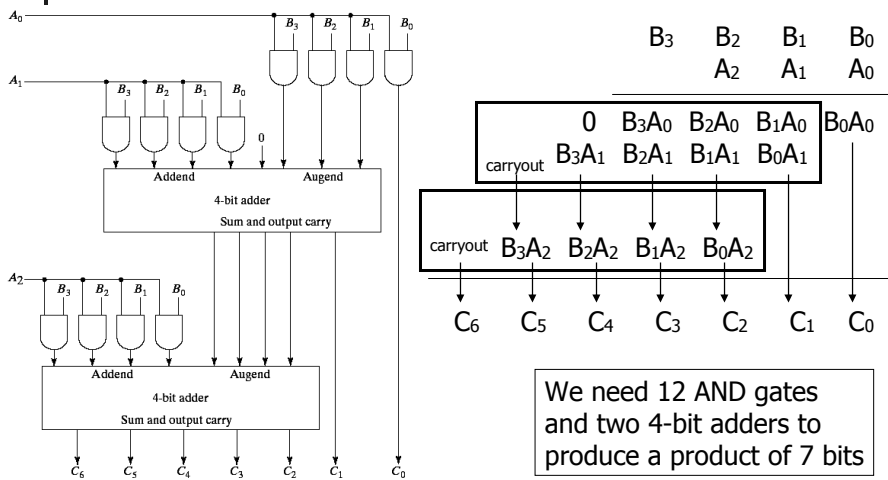 A0
B3 B2 B1 B0
A1
B3 B2 B1 B0
0
Addend Augend
4-bit adder
Sum and output carry
A2
B3 B2 B1 B0
Addend Augend
4-bit adder
Sum and output carry
C6 C5 C4 C3 C2 C1 C0
B3 B2 B1 B0
A2 A1 A0
0 B3A0 B2A0 B1A0 B0A0
carryout B3A1 B2A1 B1A1 B0A1
carryout B3A2 B2A2 B1A2 B0A2
C6 C5 C4 C3 C2 C1 C0
We need 12 AND gates
and two 4-bit adders to
produce a product of 7 bits